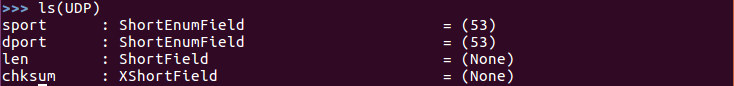 >>> ls(UDP)
sport      : ShortEnumField                       = (53)
dport      : ShortEnumField                       = (53)
len        : ShortField                           = (None)
chksum     : XShortField                          = (None)